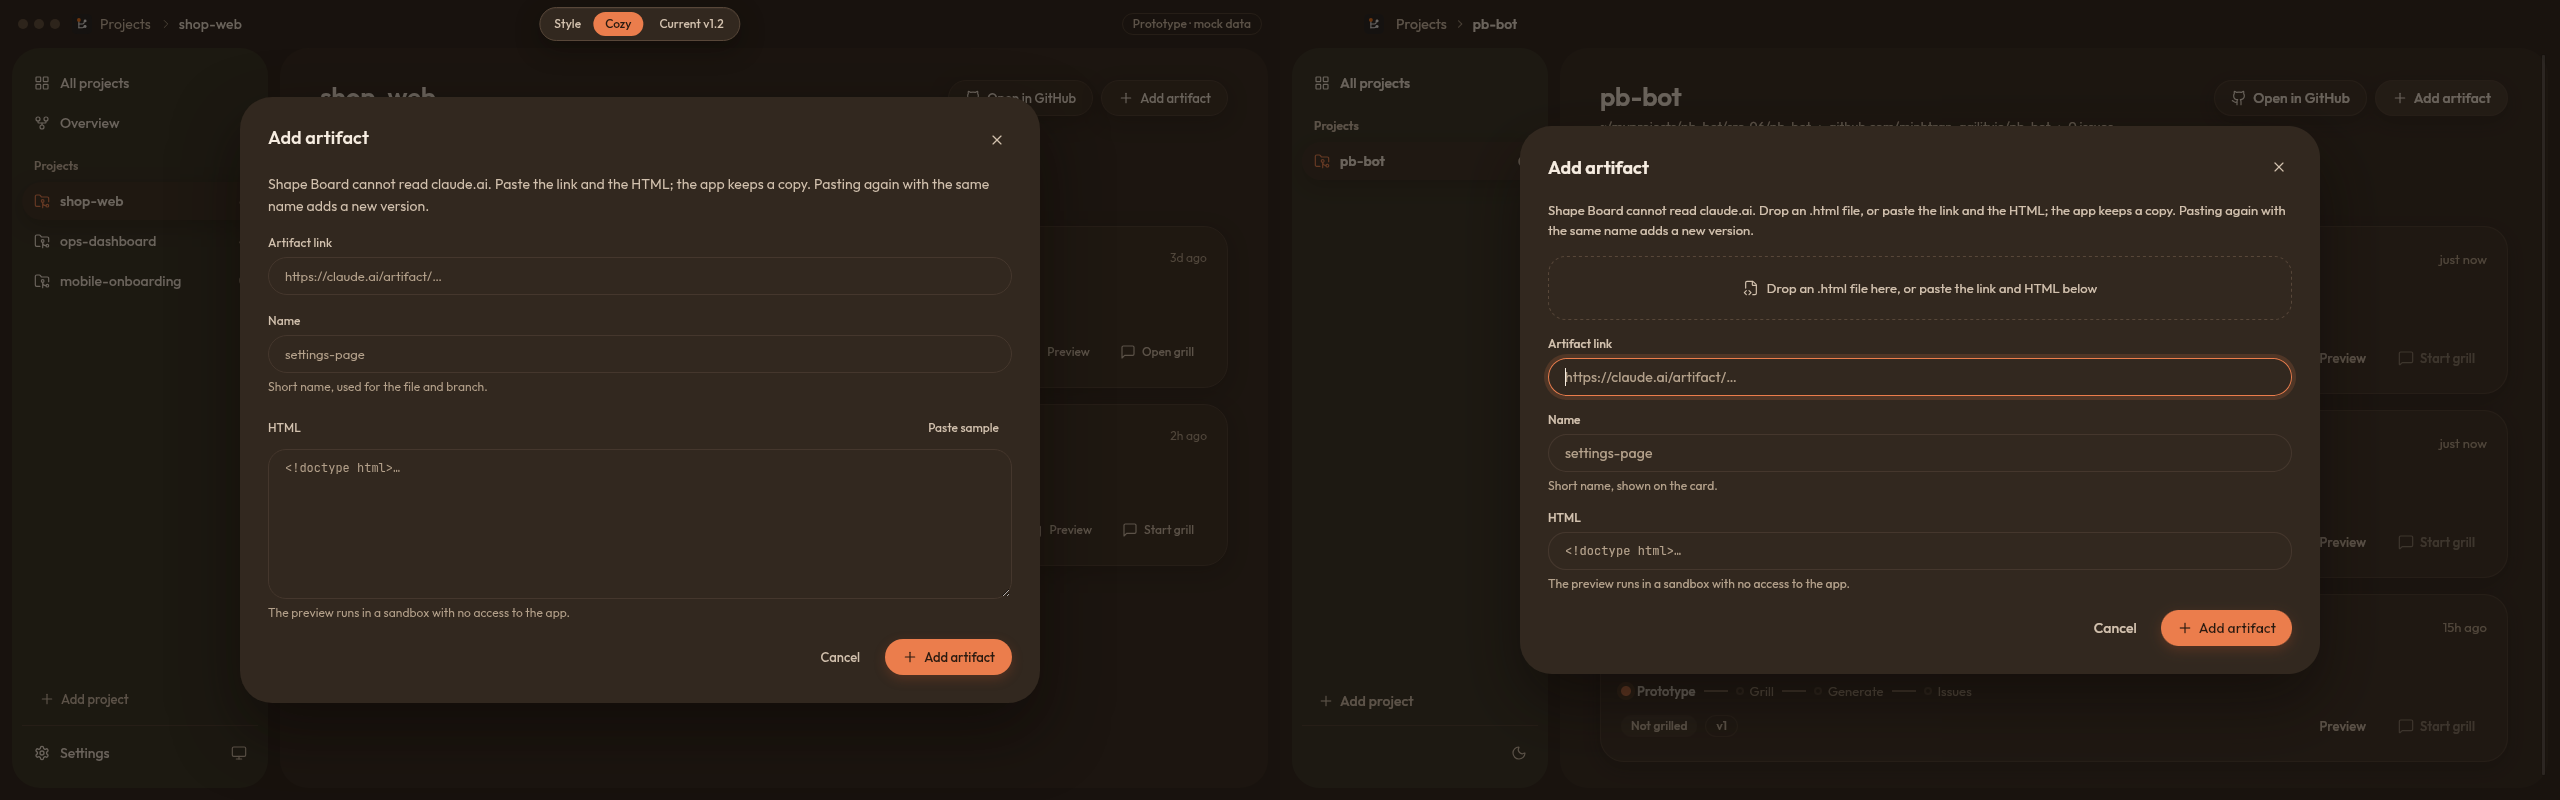 Projects > shop-web
Style Cozy Current v1.2
Prototype · mock data
All projects
Overview
Projects
shop-web
ops-dashboard
mobile-onboarding
Add project
Settings
shop-web
Open in GitHub
Add artifact
3d ago
Preview Open grill
2h ago
Preview Start grill
Add artifact
Shape Board cannot read claude.ai. Paste the link and the HTML; the app keeps a copy. Pasting again with the same
name adds a new version.
Artifact link
https://claude.ai/artifact/…
Name
settings-page
Short name, used for the file and branch.
HTML Paste sample
<!doctype html>…
The preview runs in a sandbox with no access to the app.
Cancel Add artifact
Projects > pb-bot
All projects
Projects
pb-bot
Add project
pb-bot
Open in GitHub
Add artifact
just now
Preview Start grill
just now
Preview Start grill
15h ago
Prototype Grill Generate Issues
Not grilled v1 Preview Start grill
Add artifact
Shape Board cannot read claude.ai. Drop an .html file, or paste the link and the HTML; the app keeps a copy. Pasting again with
the same name adds a new version.
Drop an .html file here, or paste the link and HTML below
Artifact link
https://claude.ai/artifact/…
Name
settings-page
Short name, shown on the card.
HTML
<!doctype html>…
The preview runs in a sandbox with no access to the app.
Cancel Add artifact